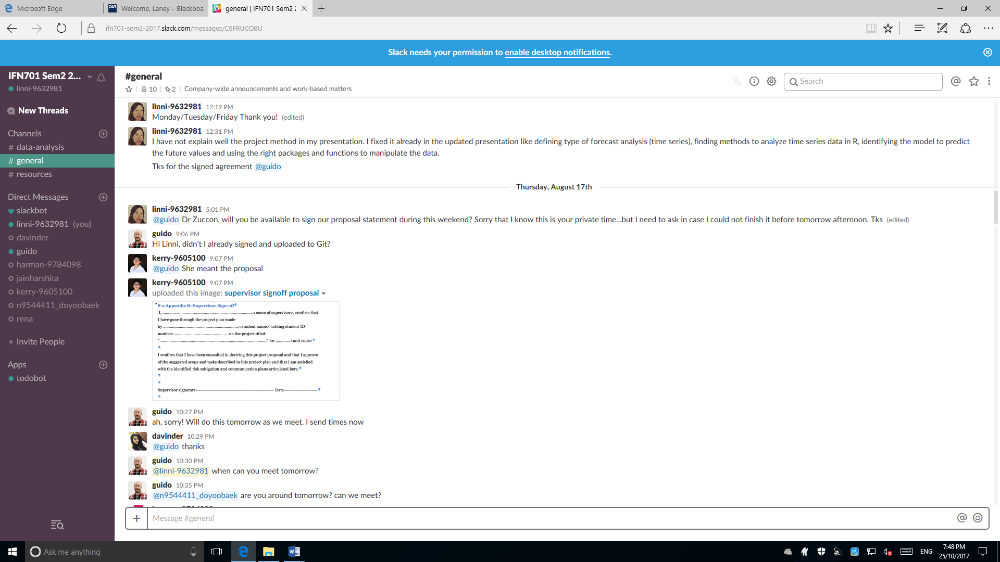 Microsoft Edge
QUT
Welcome, Laney – Blackboa
general | IFN701 Sem2 2
ifn701-sem2-2017.slack.com/messages/C6FRUCQBU
Slack needs your permission to enable desktop notifications.
IFN701 Sem2 2...
linni-9632981
New Threads
Channels
# data-analysis
# general
# resources
Direct Messages
slackbot
linni-9632981 (you)
davinder
guido
harman-9784098
jainharshita
kerry-9605100
n9544411_doyoobaek
rena
+ Invite People
Apps
todobot
#general
10 | 2 | Company-wide announcements and work-based matters
Search
linni-9632981 12:19 PM
Monday/Tuesday/Friday Thank you! (edited)
linni-9632981 12:31 PM
I have not explain well the project method in my presentation. I fixed it already in the updated presentation like defining type of forecast analysis (time series), finding methods to analyze time series data in R, identifying the model to predict
the future values and using the right packages and functions to manipulate the data.
Tks for the signed agreement @guido
Thursday, August 17th
linni-9632981 5:01 PM
@guido Dr Zuccon, will you be available to sign our proposal statement during this weekend? Sorry that I know this is your private time...but I need to ask in case I could not finish it before tomorrow afternoon. Tks (edited)
guido 9:06 PM
Hi Linni, didn't I already signed and uploaded to Git?
kerry-9605100 9:07 PM
@guido She meant the proposal
kerry-9605100 9:07 PM
uploaded this image: supervisor signoff proposal
8.2 Appendix B: Supervisor Sign-off¶
I, ..........................................<name of supervisor>, confirm that
I have gone through the project plan made
by ..........................................<student name> holding student ID
number: .............................. on the project titled:
"............................................................" for ............<unit code>¶
¶
I confirm that I have been consulted in deriving this project proposal and that I approve
of the suggested scope and tasks described in this project plan and that I am satisfied
with the identified risk mitigation and communication plans articulated here.¶
¶
¶
Supervisor signature-------------------------------------------------- Date----------------------¶
¶
guido 10:27 PM
ah, sorry! Will do this tomorrow as we meet. I send times now
davinder 10:29 PM
@guido thanks
guido 10:30 PM
@linni-9632981 when can you meet tomorrow?
guido 10:35 PM
@n9544411_doyoobaek are you around tomorrow? can we meet?
Message #general
Ask me anything
ENG
7:48 PM
25/10/2017